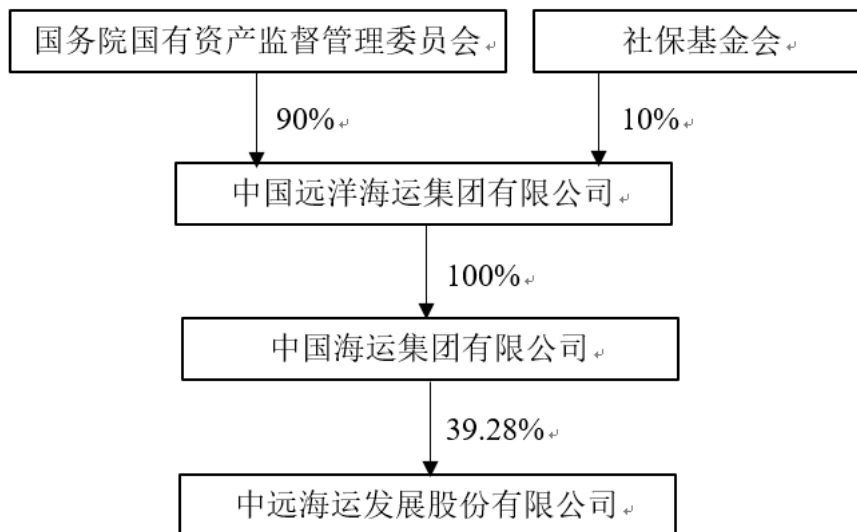 国务院国有资产监督管理委员会
社保基金会
90%
10%
中国远洋海运集团有限公司
100%
中国海运集团有限公司
39.28%
中远海运发展股份有限公司